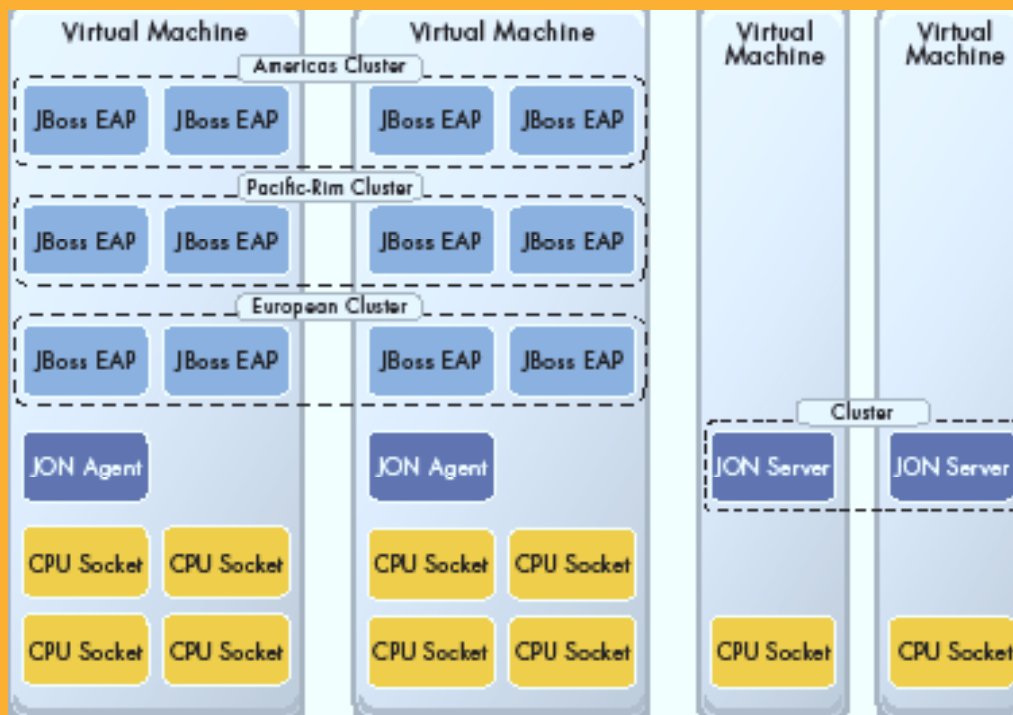 Virtual Machine
Virtual Machine
Virtual
Machine
Virtual
Machine
Americas Cluster
JBoss EAP
JBoss EAP
JBoss EAP
JBoss EAP
Pacific-Rim Cluster
JBoss EAP
JBoss EAP
JBoss EAP
JBoss EAP
European Cluster
JBoss EAP
JBoss EAP
JBoss EAP
JBoss EAP
Cluster
JON Agent
JON Agent
JON Server
JON Server
CPU Socket
CPU Socket
CPU Socket
CPU Socket
CPU Socket
CPU Socket
CPU Socket
CPU Socket
CPU Socket
CPU Socket